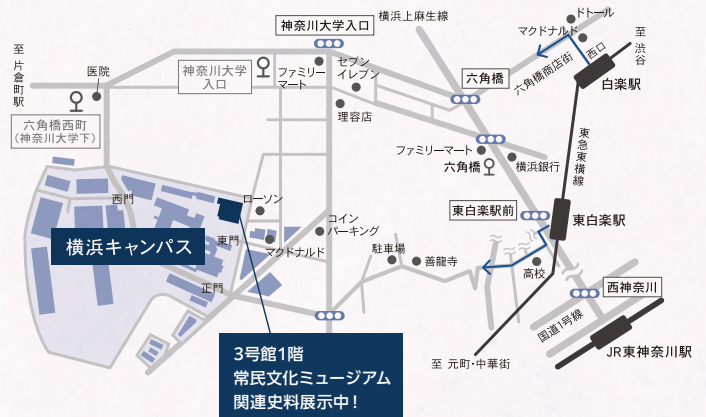 至 片倉町駅
医院
六角橋西町
(神奈川大学下)
神奈川大学
入口
神奈川大学入口
ファミリー
マート
セブン
イレブン
理容店
横浜上麻生線
六角橋
ドトール
マクドナルド
西口
至 渋谷
六角橋商店街
白楽駅
東急東横線
ファミリーマート
六角橋
横浜銀行
東白楽駅前
東白楽駅
高校
西神奈川
国道1号線
JR東神奈川駅
至 元町・中華街
駐車場
善龍寺
コイン
パーキング
ローソン
マクドナルド
西門
東門
正門
横浜キャンパス
3号館1階
常民文化ミュージアム
関連史料展示中!